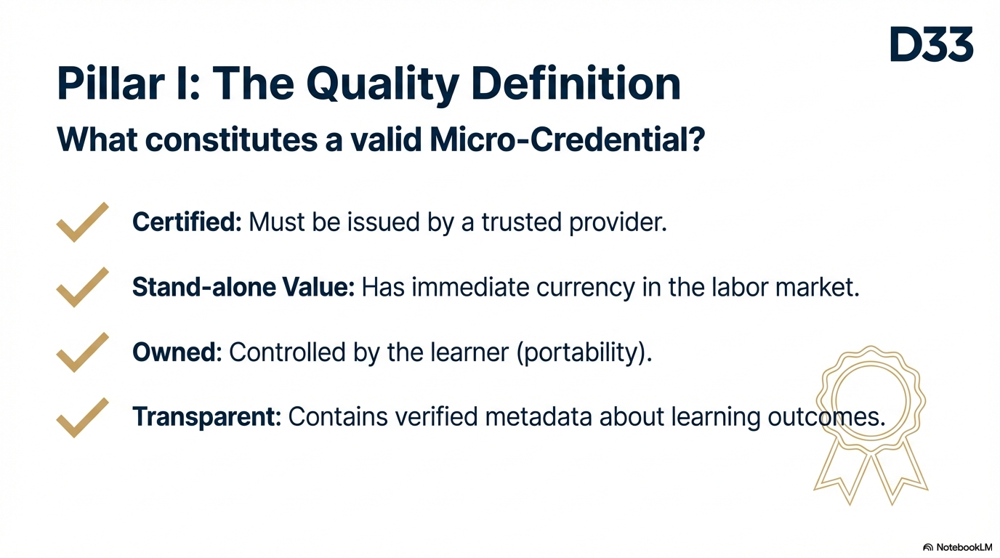 D33
Pillar I: The Quality Definition
What constitutes a valid Micro-Credential?
Certified: Must be issued by a trusted provider.
Stand-alone Value: Has immediate currency in the labor market.
Owned: Controlled by the learner (portability).
Transparent: Contains verified metadata about learning outcomes.
NotebookLM